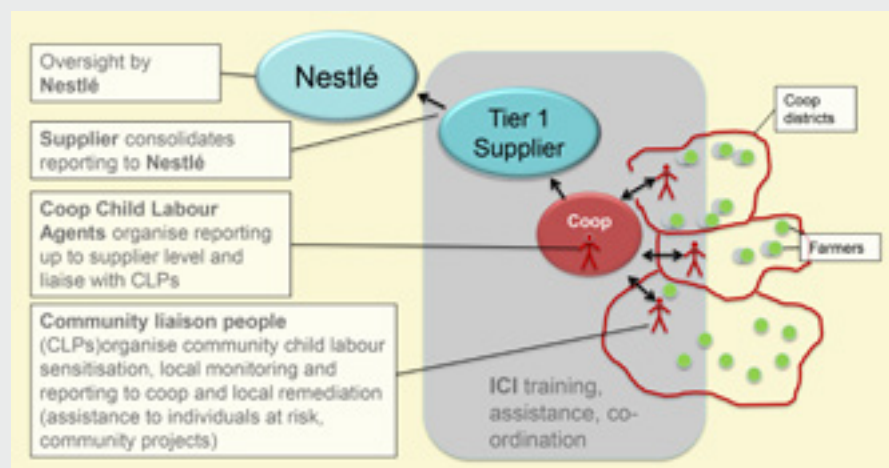 Oversight by
Nestlé
Nestlé
Supplier consolidates
reporting to Nestlé
Tier 1
Supplier
Coop
districts
Coop Child Labour
Agents organise reporting
up to supplier level and
liaise with CLPs
Coop
Farmers
Community liaison people
(CLPs)organise community child labour
sensitisation, local monitoring and
reporting to coop and local remediation
(assistance to individuals at risk,
community projects)
ICI training,
assistance, co-
ordination